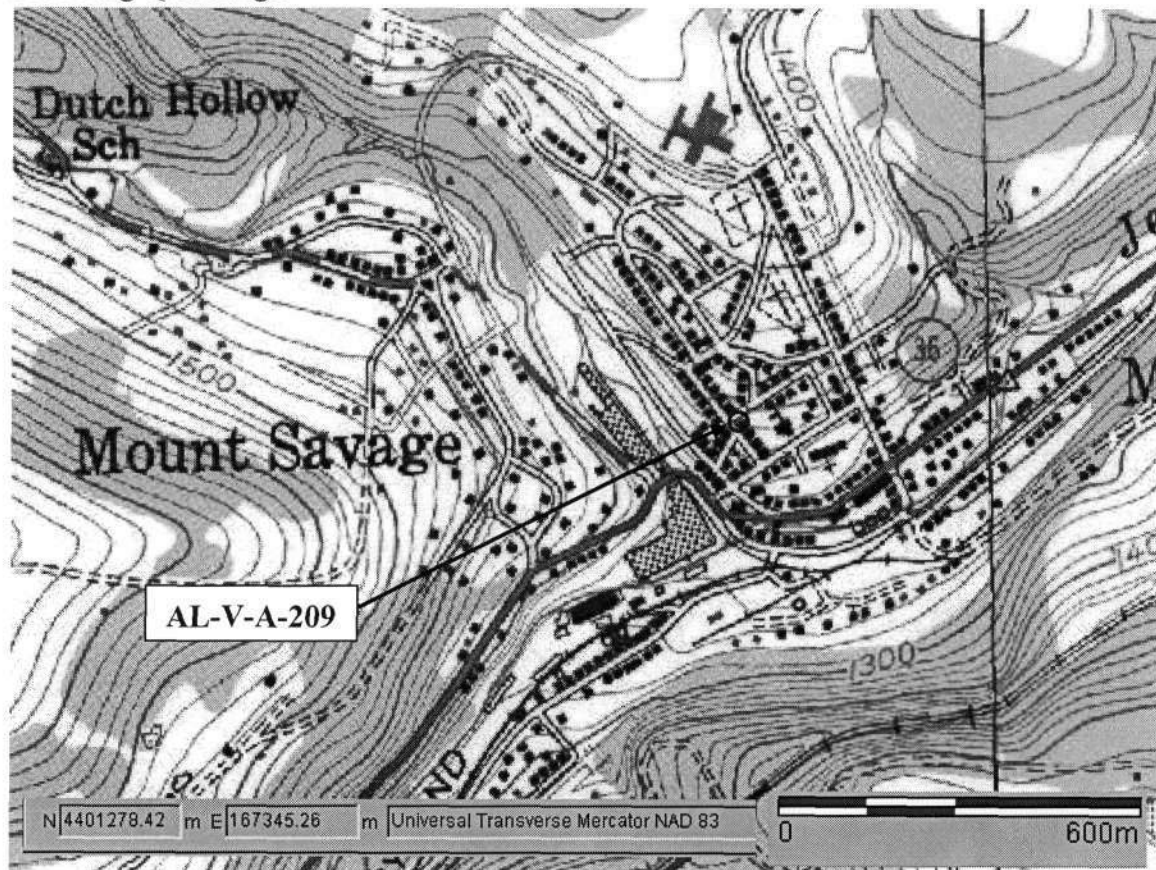 Dutch Hollow
Sch
1400
36
1500
Mount Savage
AL-V-A-209
1300
ND
N 4401278.42 m E 167345.26 m Universal Transverse Mercator NAD 83
0 600m